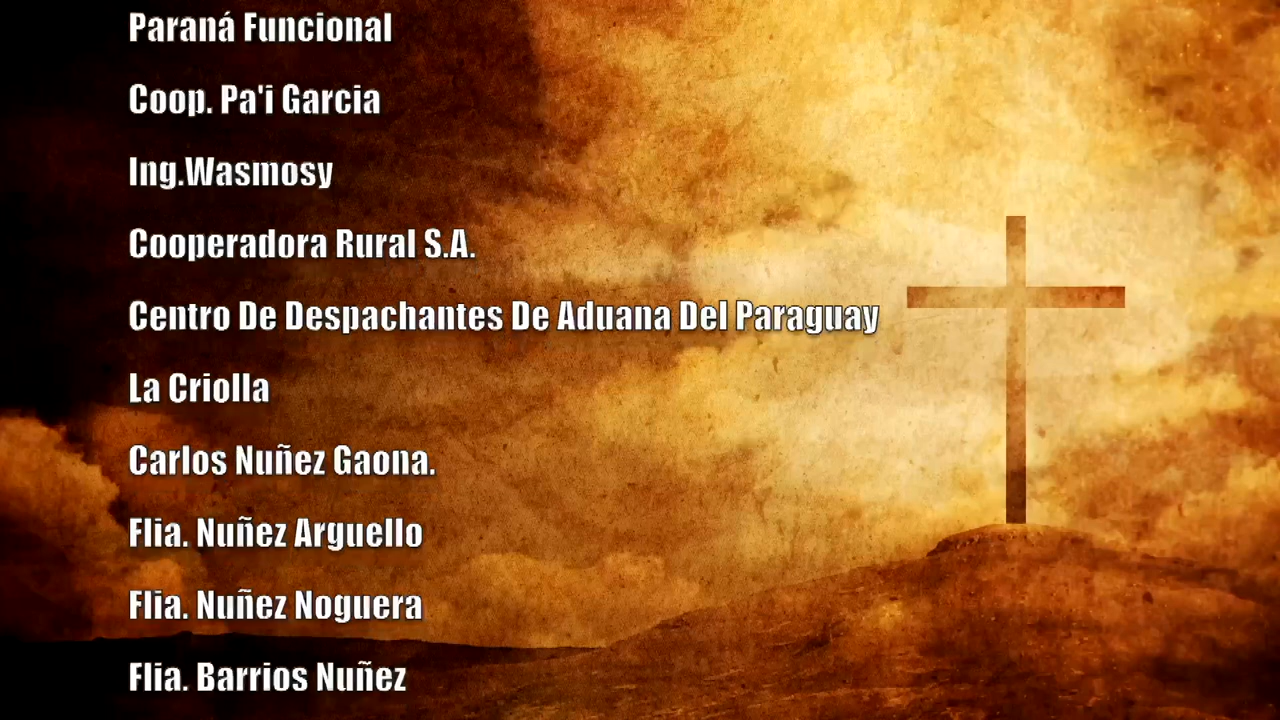 Paraná Funcional
Coop. Pa'i Garcia
Ing.Wasmosy
Cooperadora Rural S.A.
Centro De Despachantes De Aduana Del Paraguay
La Criolla
Carlos Nuñez Gaona.
Flia. Nuñez Arguello
Flia. Nuñez Noguera
Flia. Barrios Nuñez